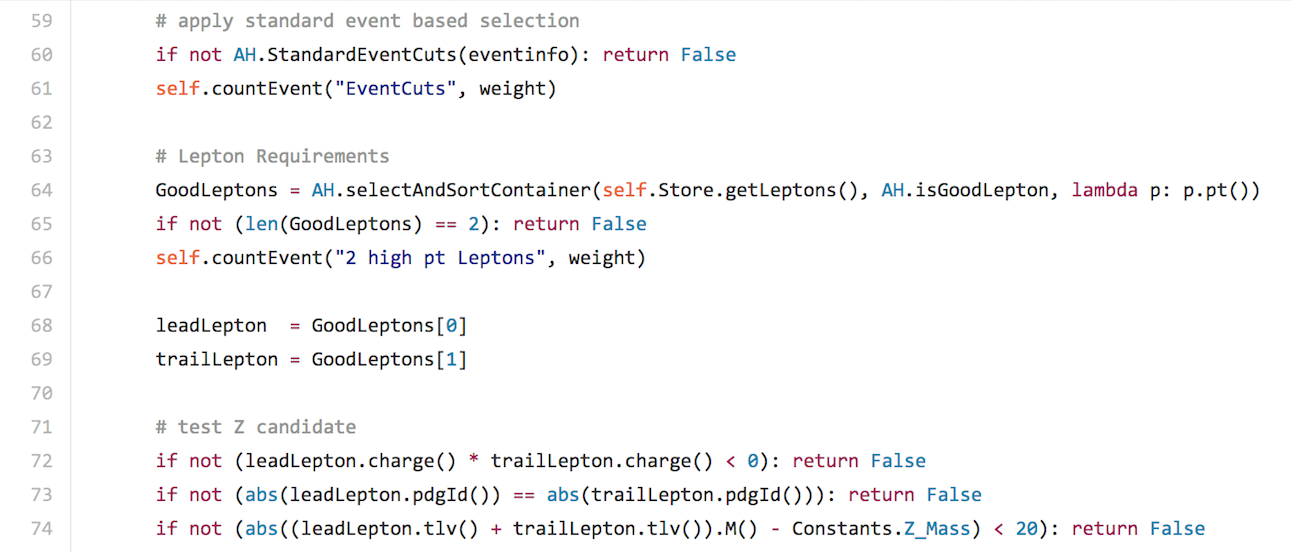 59 # apply standard event based selection
60 if not AH.StandardEventCuts(eventinfo): return False
61 self.countEvent("EventCuts", weight)
62
63 # Lepton Requirements
64 GoodLeptons = AH.selectAndSortContainer(self.Store.getLeptons(), AH.isGoodLepton, lambda p: p.pt())
65 if not (len(GoodLeptons) == 2): return False
66 self.countEvent("2 high pt Leptons", weight)
67
68 leadLepton  = GoodLeptons[0]
69 trailLepton = GoodLeptons[1]
70
71 # test Z candidate
72 if not (leadLepton.charge() * trailLepton.charge() < 0): return False
73 if not (abs(leadLepton.pdgId()) == abs(trailLepton.pdgId())): return False
74 if not (abs((leadLepton.tlv() + trailLepton.tlv()).M() - Constants.Z_Mass) < 20): return False